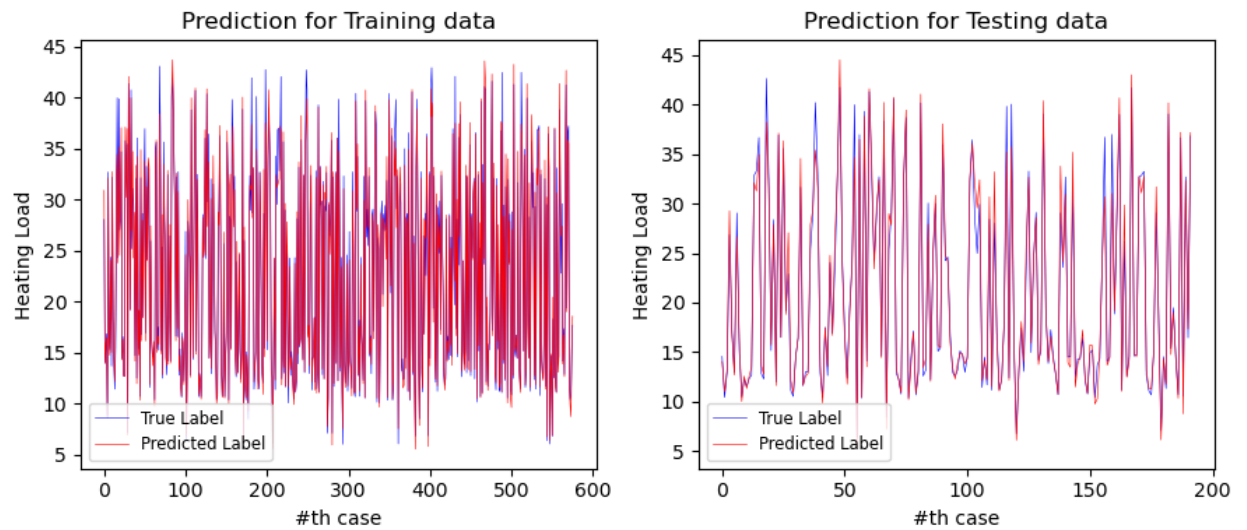 Prediction for Training data
Heating Load
45
40
35
30
25
20
15
10
5
True Label
Predicted Label
0 100 200 300 400 500 600
#th case
Prediction for Testing data
Heating Load
45
40
35
30
25
20
15
10
5
True Label
Predicted Label
0 50 100 150 200
#th case